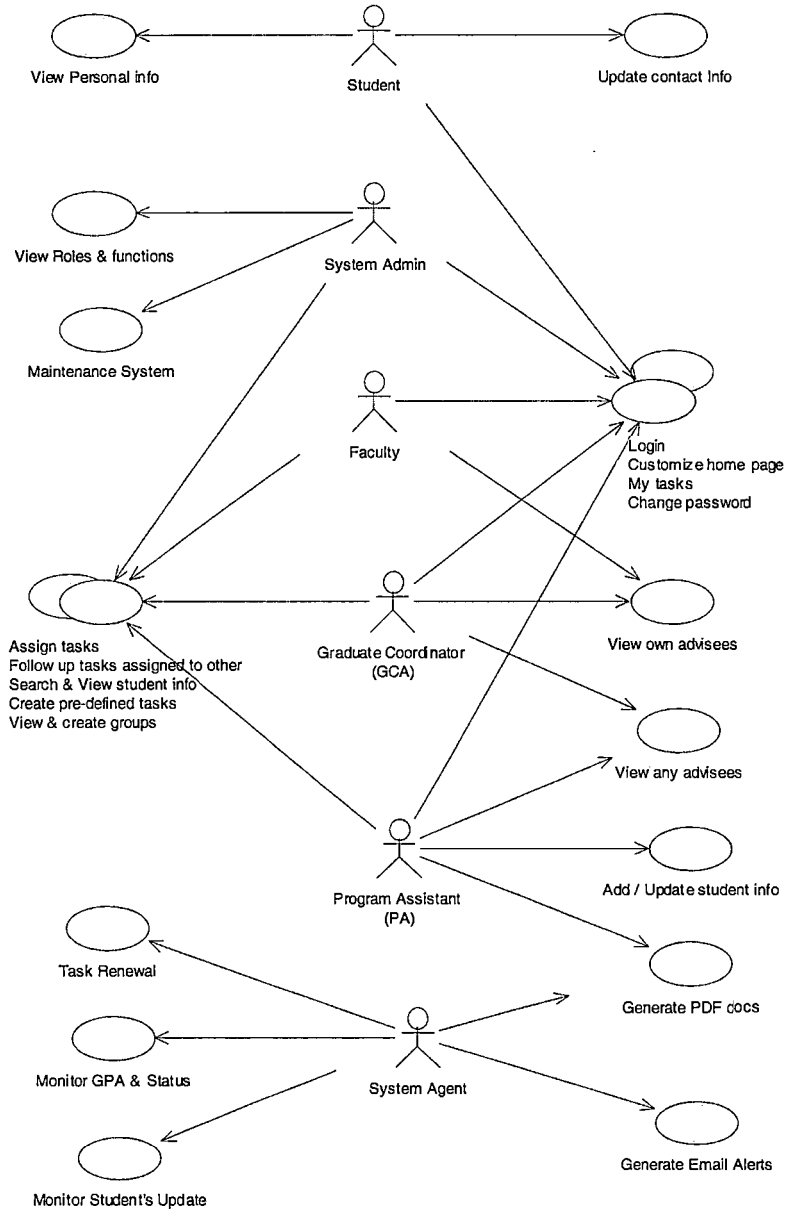 View Personal info
Student
Update contact Info
View Roles & functions
System Admin
Maintenance System
Faculty
Login
Customize home page
My tasks
Change password
Assign tasks
Follow up tasks assigned to other
Search & View student info
Create pre-defined tasks
View & create groups
Graduate Coordinator
(GCA)
View own advisees
View any advisees
Program Assistant
(PA)
Add / Update student info
Task Renewal
Generate PDF docs
Monitor GPA & Status
System Agent
Generate Email Alerts
Monitor Student's Update